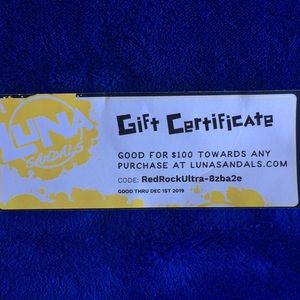 LUNA
SANDALS
Gift Certificate
GOOD FOR $100 TOWARDS ANY
PURCHASE AT LUNASANDALS.COM
CODE: RedRockUltra-8zba2e
GOOD THRU DEC 1ST 2019